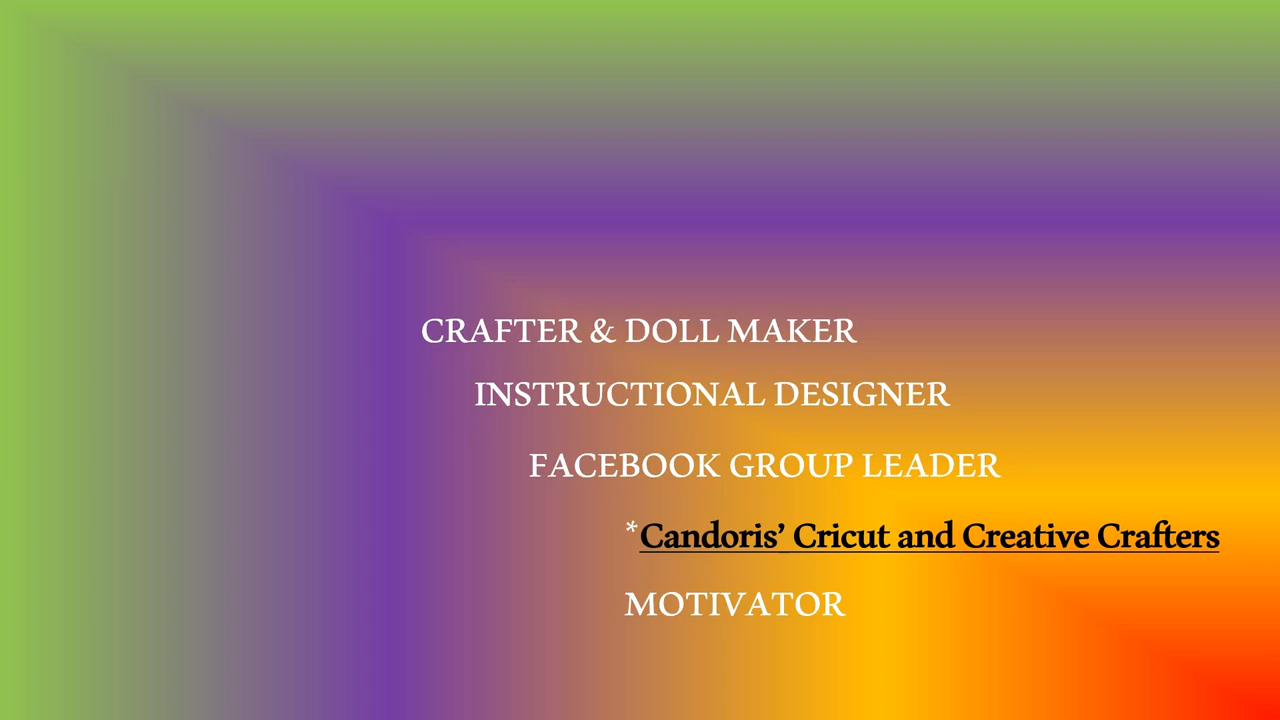 CRAFTER & DOLL MAKER
INSTRUCTIONAL DESIGNER
FACEBOOK GROUP LEADER
*Candoris’ Cricut and Creative Crafters
MOTIVATOR